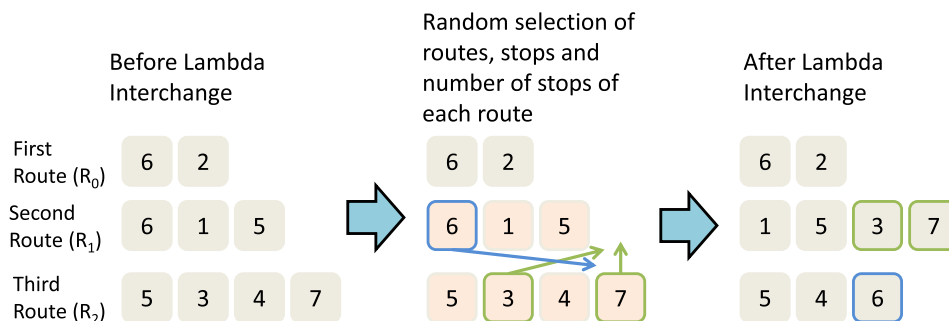 Before Lambda
Interchange
Random selection of
routes, stops and
number of stops of
each route
After Lambda
Interchange
First
Route (R0)
6 2
6 2
6 2
Second
Route (R1)
6 1 5
6 1 5
1 5 3 7
Third
Route (R2)
5 3 4 7
5 3 4 7
5 4 6